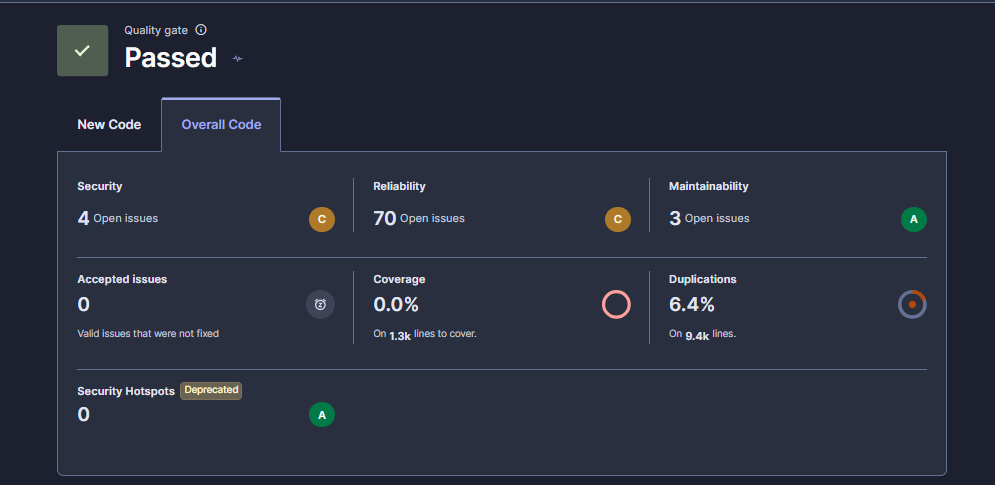 Quality gate
Passed
New Code
Overall Code
Security
Reliability
Maintainability
4 Open issues
C
70 Open issues
C
3 Open issues
A
Accepted issues
Coverage
Duplications
0
0.0%
6.4%
Valid issues that were not fixed
On 1.3k lines to cover.
On 9.4k lines.
Security Hotspots Deprecated
0
A